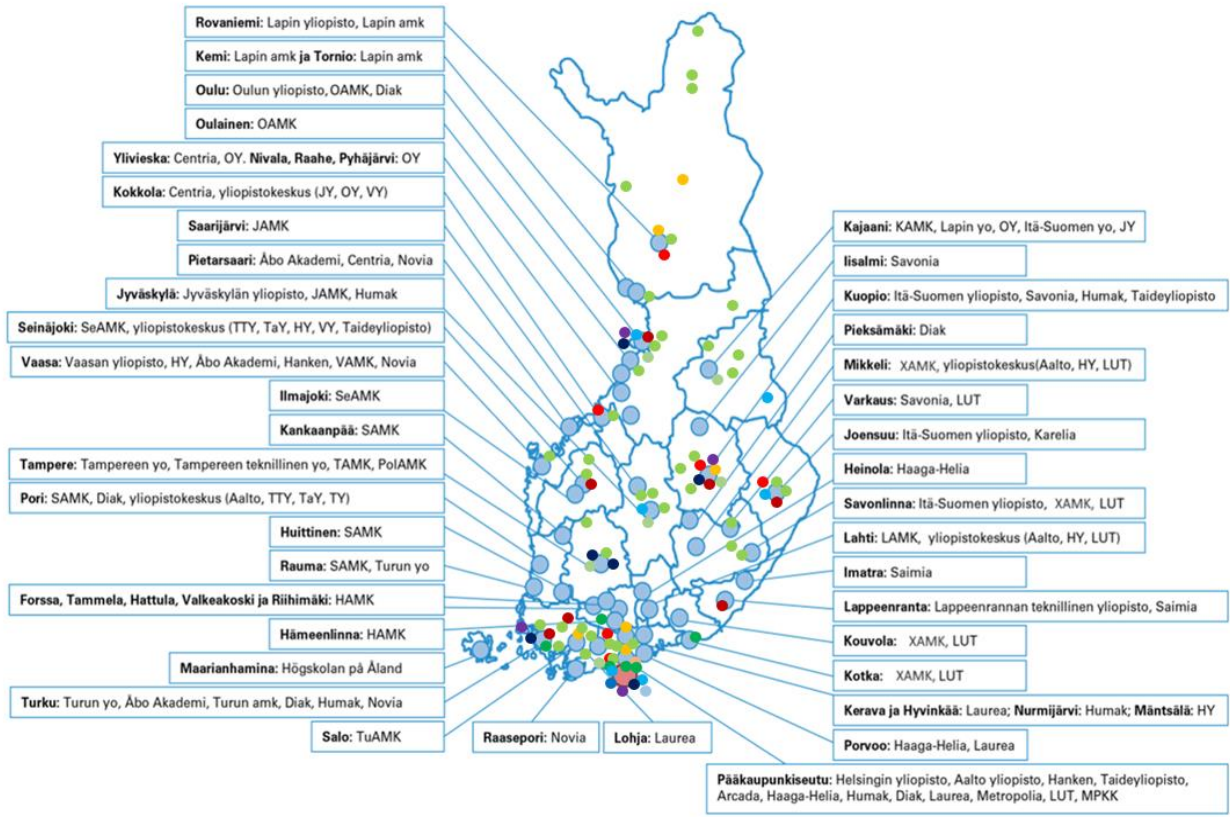 Rovaniemi: Lapin yliopisto, Lapin amk
Kemi: Lapin amk ja Tornio: Lapin amk
Oulu: Oulun yliopisto, OAMK, Diak
Oulainen: OAMK
Ylivieska: Centria, OY. Nivala, Raahe, Pyhäjärvi: OY
Kokkola: Centria, yliopistokeskus (JY, OY, VY)
Saarijärvi: JAMK
Pietarsaari: Åbo Akademi, Centria, Novia
Jyväskylä: Jyväskylän yliopisto, JAMK, Humak
Seinäjoki: SeAMK, yliopistokeskus (TTY, TaY, HY, VY, Taideyliopisto)
Vaasa: Vaasan yliopisto, HY, Åbo Akademi, Hanken, VAMK, Novia
Ilmajoki: SeAMK
Kankaanpää: SAMK
Tampere: Tampereen yo, Tampereen teknillinen yo, TAMK, PolAMK
Pori: SAMK, Diak, yliopistokeskus (Aalto, TTY, TaY, TY)
Huittinen: SAMK
Rauma: SAMK, Turun yo
Forssa, Tammela, Hattula, Valkeakoski ja Riihimäki: HAMK
Hämeenlinna: HAMK
Maarianhamina: Högskolan på Åland
Turku: Turun yo, Åbo Akademi, Turun amk, Diak, Humak, Novia
Salo: TuAMK
Raasepori: Novia
Lohja: Laurea
Kajaani: KAMK, Lapin yo, OY, Itä-Suomen yo, JY
Iisalmi: Savonia
Kuopio: Itä-Suomen yliopisto, Savonia, Humak, Taideyliopisto
Pieksämäki: Diak
Mikkeli: XAMK, yliopistokeskus(Aalto, HY, LUT)
Varkaus: Savonia, LUT
Joensuu: Itä-Suomen yliopisto, Karelia
Heinola: Haaga-Helia
Savonlinna: Itä-Suomen yliopisto, XAMK, LUT
Lahti: LAMK, yliopistokeskus (Aalto, HY, LUT)
Imatra: Saimia
Lappeenranta: Lappeenrannan teknillinen yliopisto, Saimia
Kouvola: XAMK, LUT
Kotka: XAMK, LUT
Kerava ja Hyvinkää: Laurea; Nurmijärvi: Humak; Mäntsälä: HY
Porvoo: Haaga-Helia, Laurea
Pääkaupunkiseutu: Helsingin yliopisto, Aalto yliopisto, Hanken, Taideyliopisto,
Arcada, Haaga-Helia, Humak, Diak, Laurea, Metropolia, LUT, MPKK